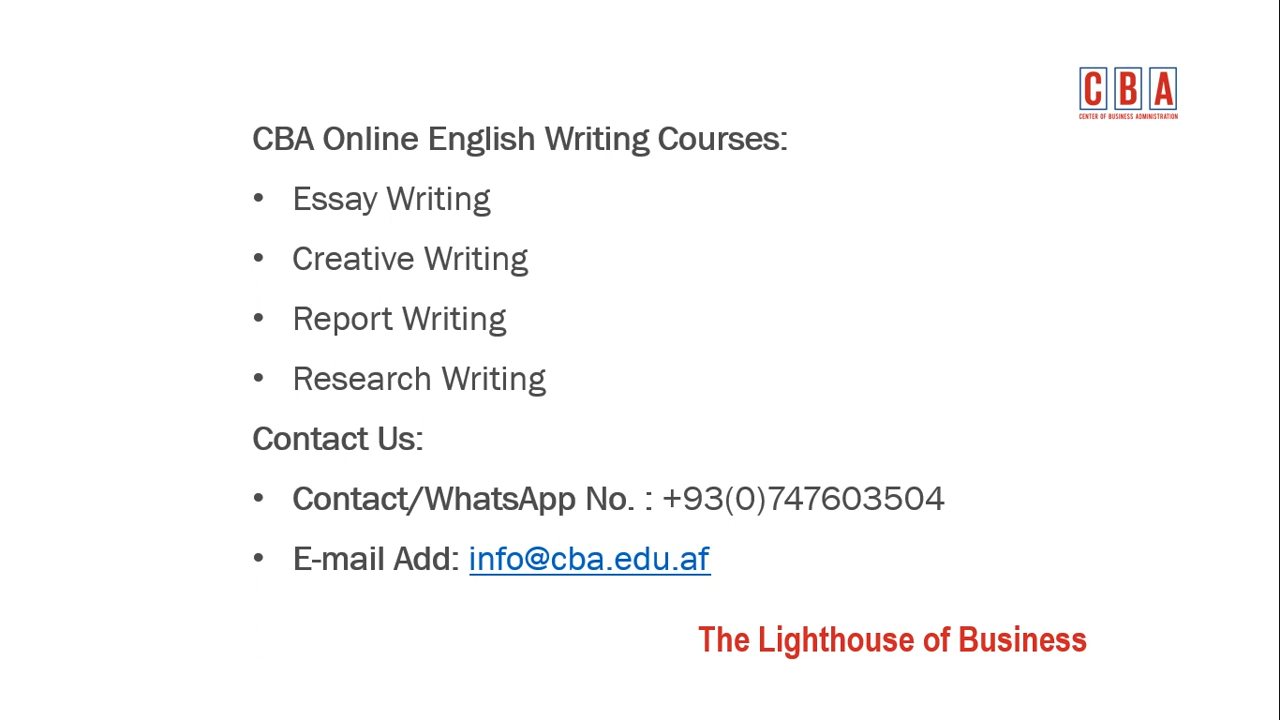 CBA
CENTER OF BUSINESS ADMINISTRATION
CBA Online English Writing Courses:
• Essay Writing
• Creative Writing
• Report Writing
• Research Writing
Contact Us:
• Contact/WhatsApp No. : +93(0)747603504
• E-mail Add: info@cba.edu.af
The Lighthouse of Business